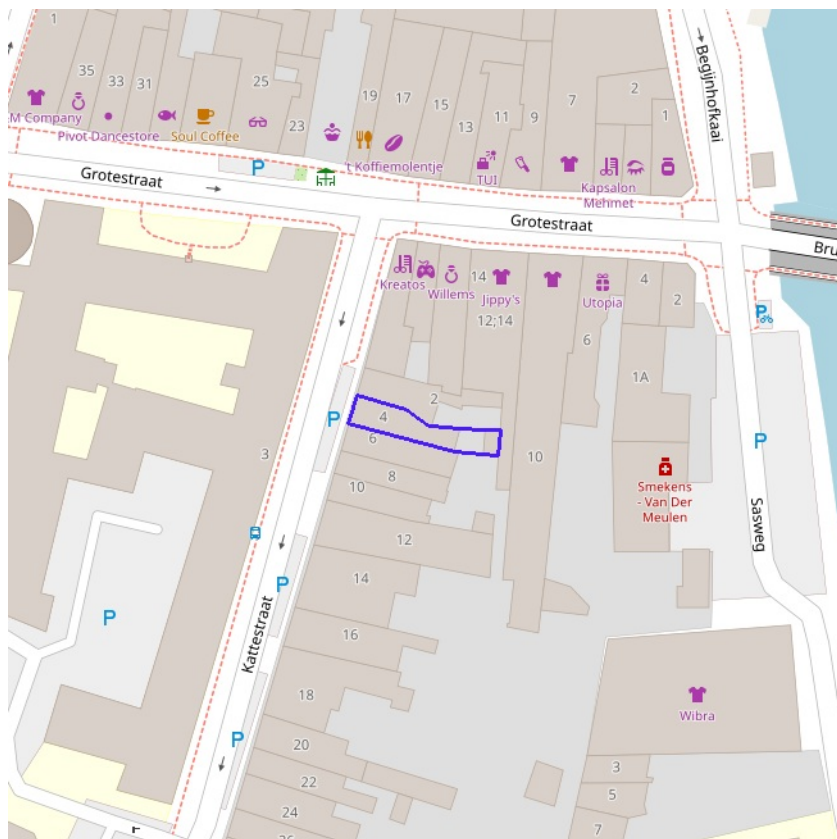 1
35
33
31
25
23
19
17
15
13
11
9
7
2
1
Begijnhofkaai
M Company
Pivot Dancestore
Soul Coffee
't Koffiemolentje
TUI
Kapsalon
Mehmet
P
Grotestraat
Grotestraat
Bru
Kreatos
Willems
14
Jippy's
12;14
Utopia
4
2
P
6
1A
2
4
P
6
3
8
10
10
P
Smekens
- Van Der
Meulen
Sasweg
12
P
14
P
16
Kattestraat
18
Wibra
P
20
3
22
5
24
7
26
r